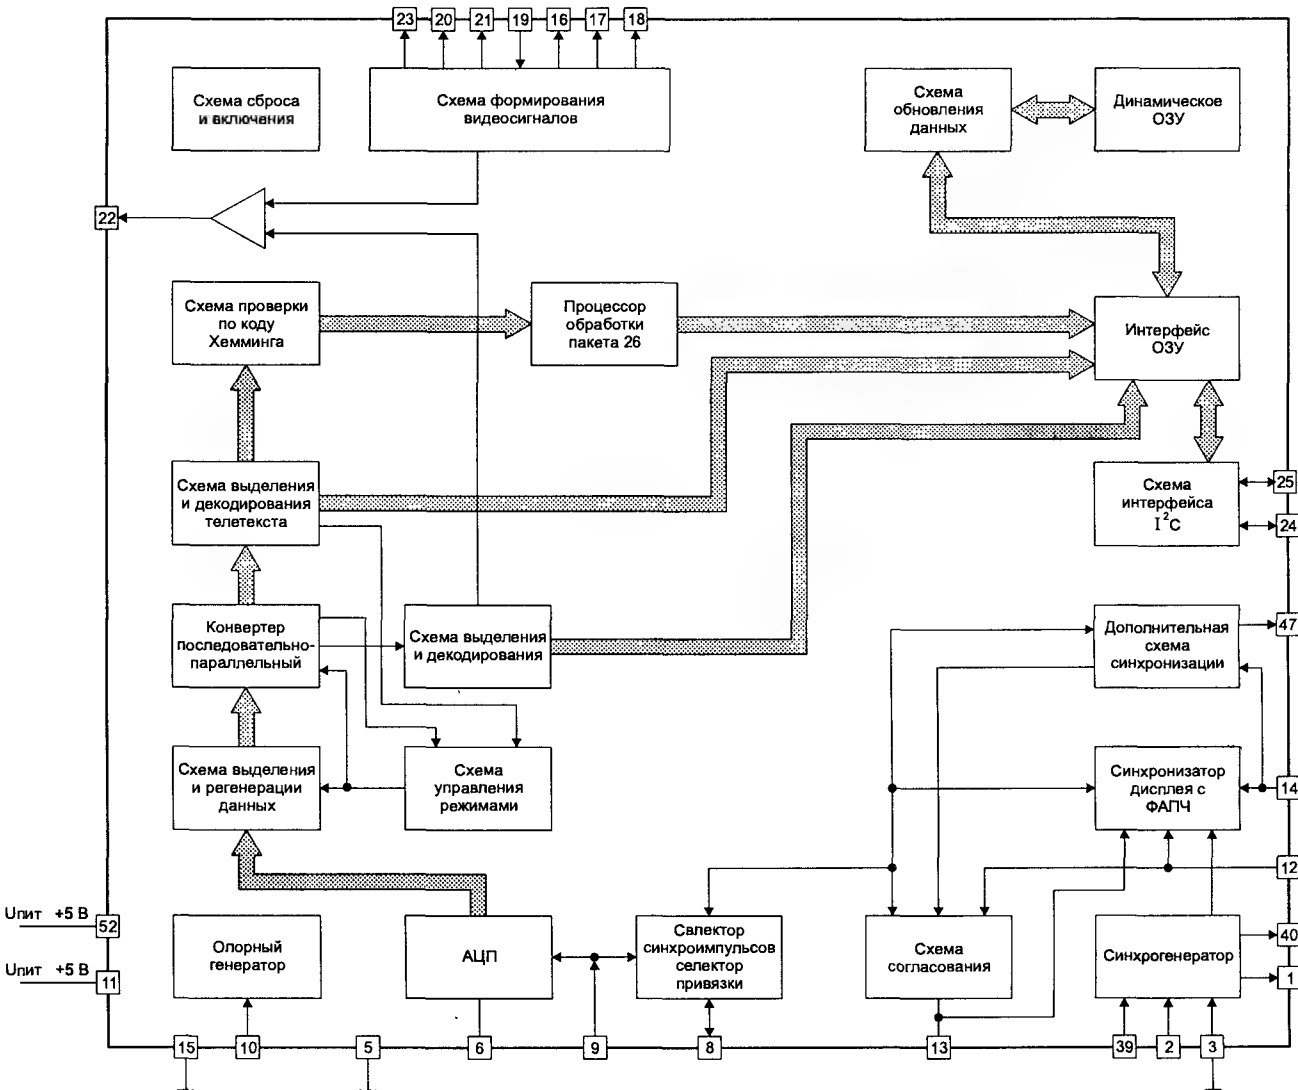 23
20
21
19
16
17
18
Схема сброса
и включения
Схема формирования
видеосигналов
Схема
обновления
данных
Динамическое
ОЗУ
22
Схема проверки
по коду
Хемминга
Процессор
обработки
пакета 26
Интерфейс
ОЗУ
Схема выделения
и декодирования
телетекста
Схема
интерфейса
I²C
25
24
Конвертер
последовательно-
параллельный
Схема выделения
и декодирования
Дополнительная
схема
синхронизации
47
Схема выделения
и регенерации
данных
Схема
управления
режимами
Синхронизатор
дисплея с
ФАПЧ
14
12
Uпит +5 В
52
Uпит +5 В
11
Олорный
генератор
АЦП
Свлектор
синхроимпульсов
селектор
привязки
Схема
согласования
Синхрогенератор
40
1
15
10
5
6
9
8
13
39
2
3